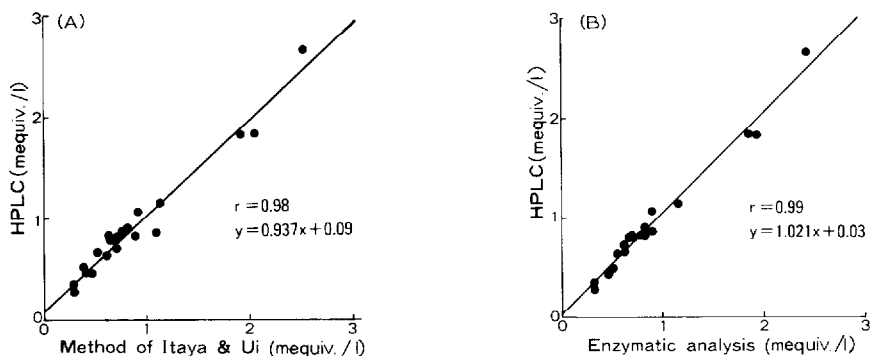 (A)
HPLC (mequiv./l)
3
2
1
0
r = 0.98
y = 0.937x + 0.09
0 1 2 3
Method of Itaya & Ui (mequiv./l)
(B)
HPLC (mequiv./l)
3
2
1
0
r = 0.99
y = 1.021x + 0.03
0 1 2 3
Enzymatic analysis (mequiv./l)